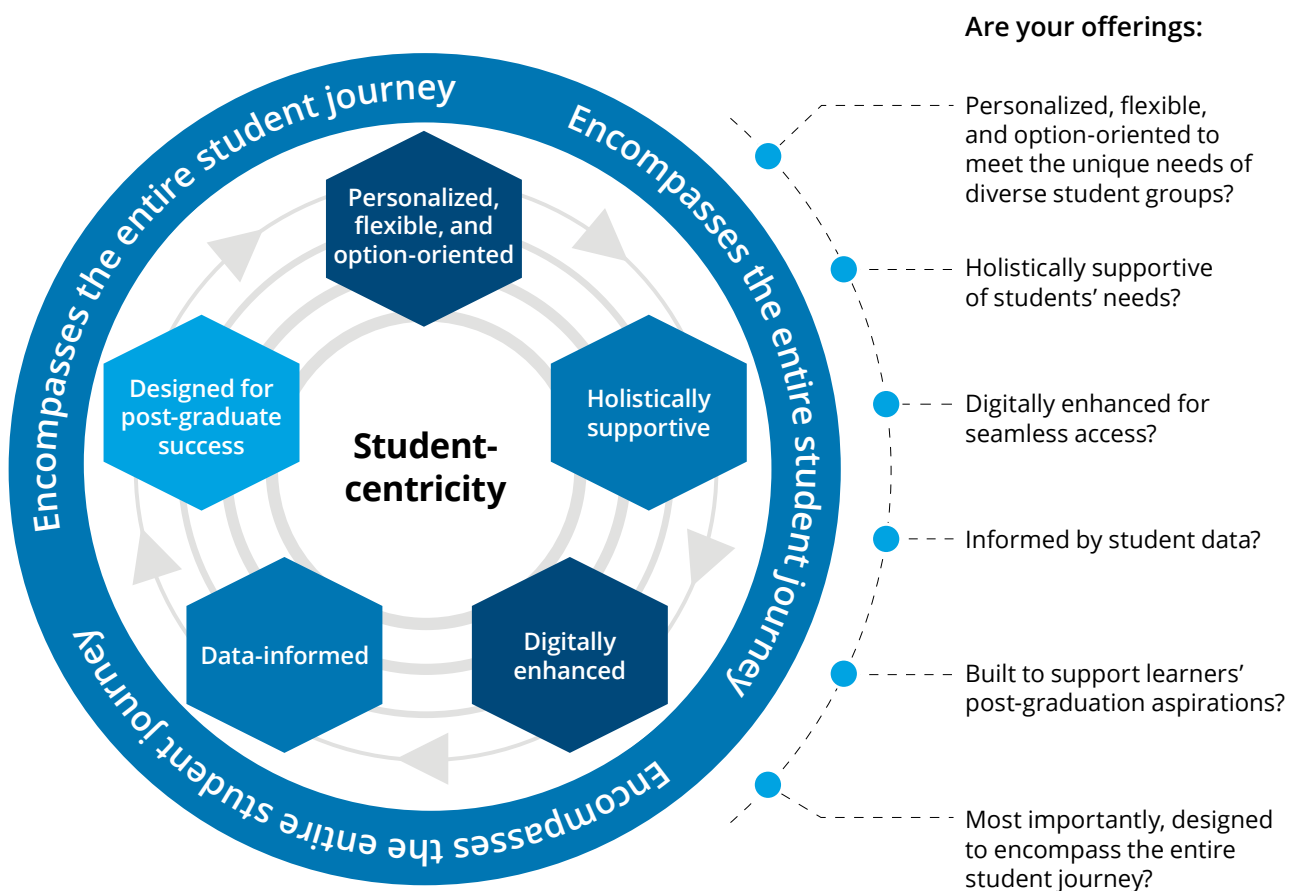 Encompasses the entire student journey
Encompasses the entire student journey
Encompasses the entire student journey
Personalized,
flexible, and
option-oriented
Holistically
supportive
Digitally
enhanced
Data-informed
Designed for
post-graduate
success
Student-
centricity
Are your offerings:
Personalized, flexible,
and option-oriented to
meet the unique needs of
diverse student groups?
Holistically supportive
of students’ needs?
Digitally enhanced for
seamless access?
Informed by student data?
Built to support learners’
post-graduation aspirations?
Most importantly, designed
to encompass the entire
student journey?